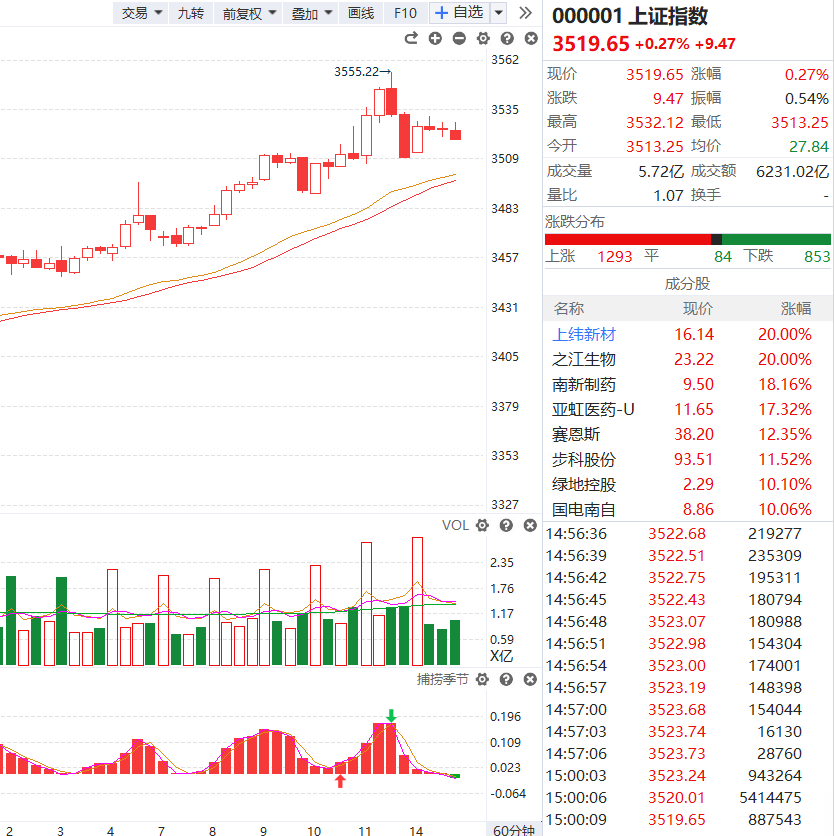 交易 九转 前复权 叠加 画线 F10 + 自选
3555.22→
3562
3535
3509
3483
3457
3431
3405
3379
3353
3327
VOL
2.35
1.76
1.17
0.59
X亿
捕捞季节
0.196
0.109
0.023
-0.064
2 3 4 7 8 9 10 11 14 60分钟
000001 上证指数
3519.65 +0.27% +9.47
现价 3519.65 涨幅 0.27%
涨跌 9.47 振幅 0.54%
最高 3532.12 最低 3513.25
今开 3513.25 均价 27.84
成交量 5.72亿 成交额 6231.02亿
量比 1.07 换手 -
涨跌分布
上涨 1293 平 84 下跌 853
成分股
名称 现价 涨幅
上纬新材 16.14 20.00%
之江生物 23.22 20.00%
南新制药 9.50 18.16%
亚虹医药-U 11.65 17.32%
赛恩斯 38.20 12.35%
步科股份 93.51 11.52%
绿地控股 2.29 10.10%
国电南自 8.86 10.06%
14:56:36 3522.68 219277
14:56:39 3522.51 235309
14:56:42 3522.75 195311
14:56:45 3522.43 180794
14:56:48 3523.07 180988
14:56:51 3522.98 154304
14:56:54 3523.00 174001
14:56:57 3523.19 148398
14:57:00 3523.68 154044
14:57:03 3523.74 16130
14:57:06 3523.73 28760
15:00:03 3523.24 943264
15:00:06 3520.01 5414475
15:00:09 3519.65 887543